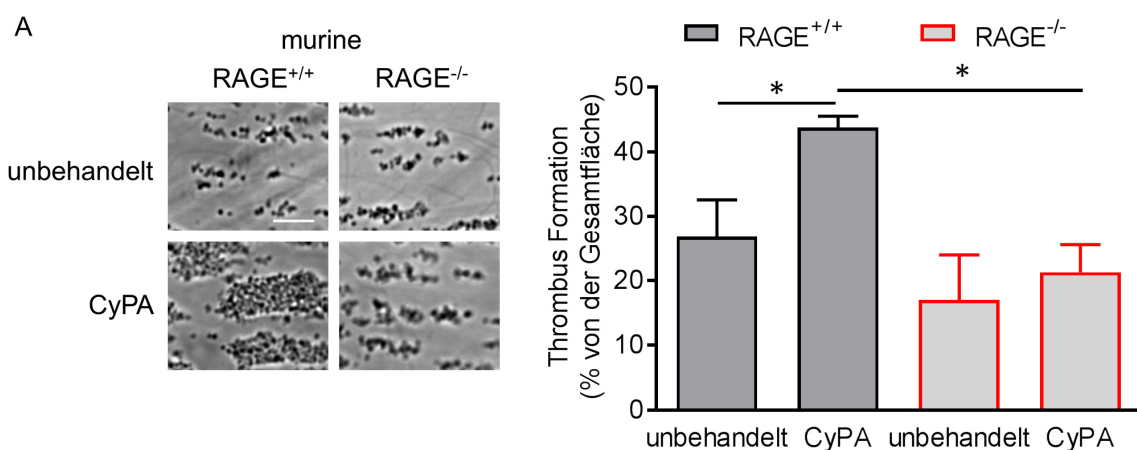 A
murine
RAGE+/+ RAGE-/-
unbehandelt
CyPA
RAGE+/+ RAGE-/-
* *
Thrombus Formation
(% von der Gesamtfläche)
50
40
30
20
10
0
unbehandelt CyPA unbehandelt CyPA